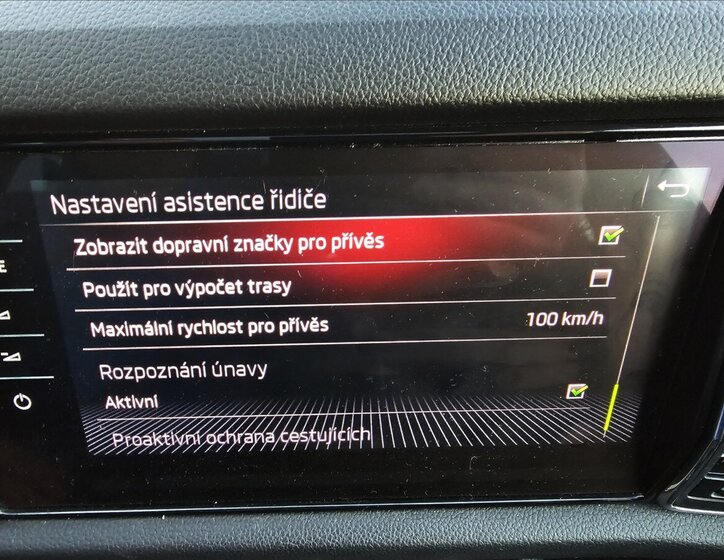 Nastavení asistence řidiče
Zobrazit dopravní značky pro přívěs
Použít pro výpočet trasy
Maximální rychlost pro přívěs 100 km/h
Rozpoznání únavy
Aktivní
Proaktivní ochrana cestujících